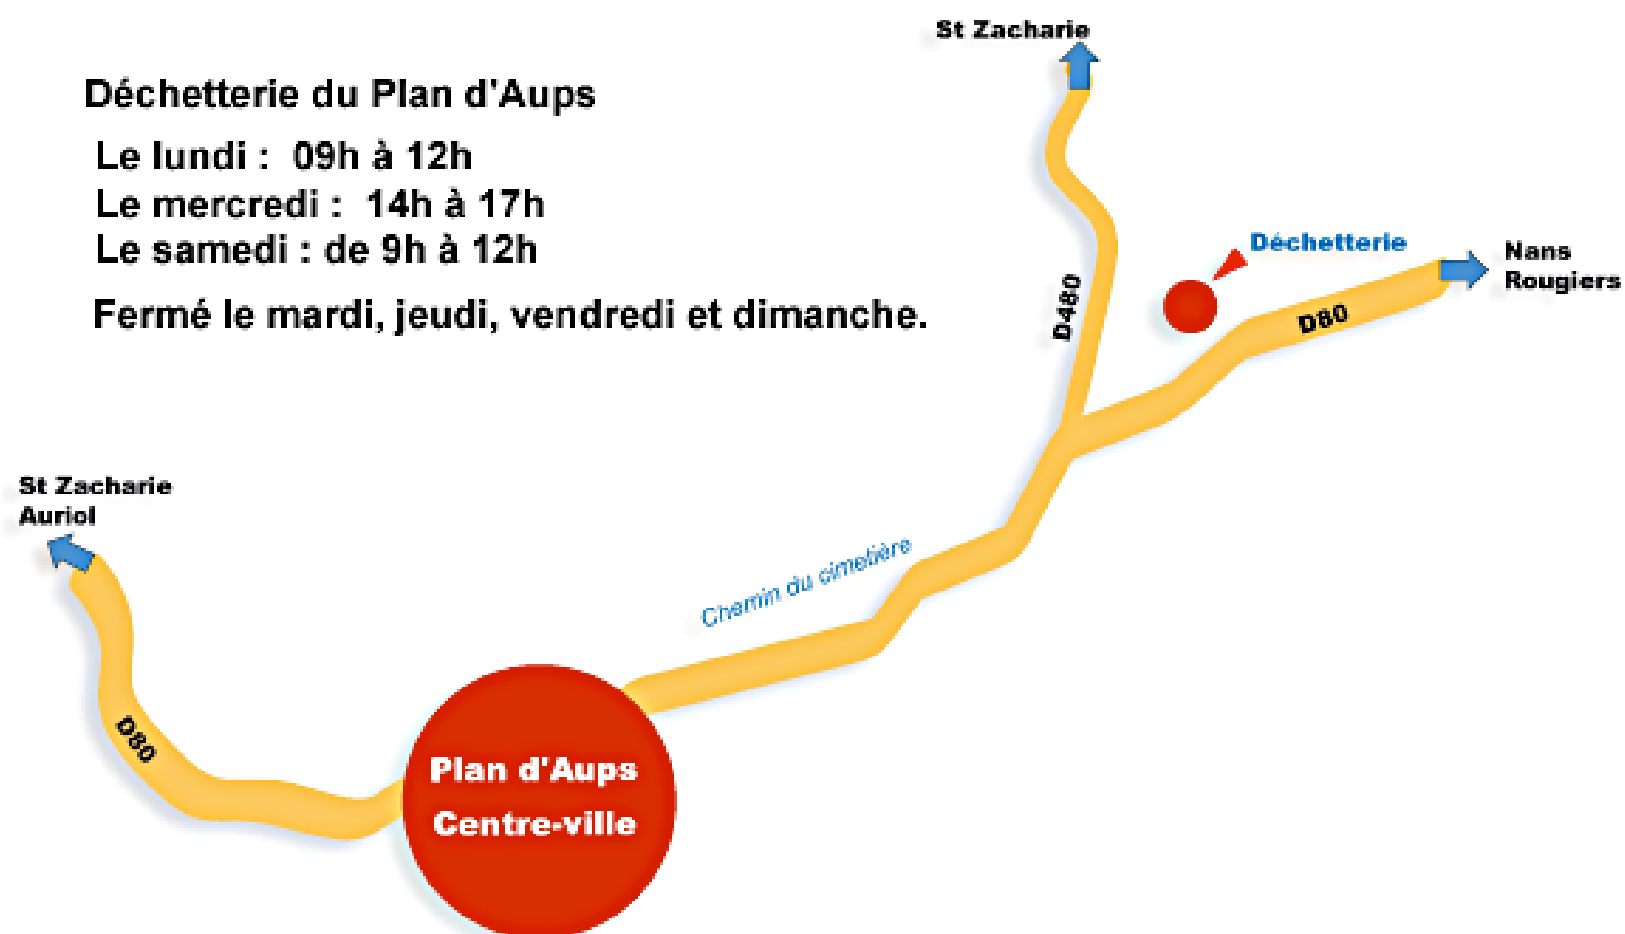 St Zacharie
Déchetterie du Plan d'Aups
Le lundi : 09h à 12h
Le mercredi : 14h à 17h
Le samedi : de 9h à 12h
Fermé le mardi, jeudi, vendredi et dimanche.
Déchetterie
Nans
Rougiers
D480
D80
St Zacharie
Auriol
Chemin du cimetière
D80
Plan d'Aups
Centre-ville